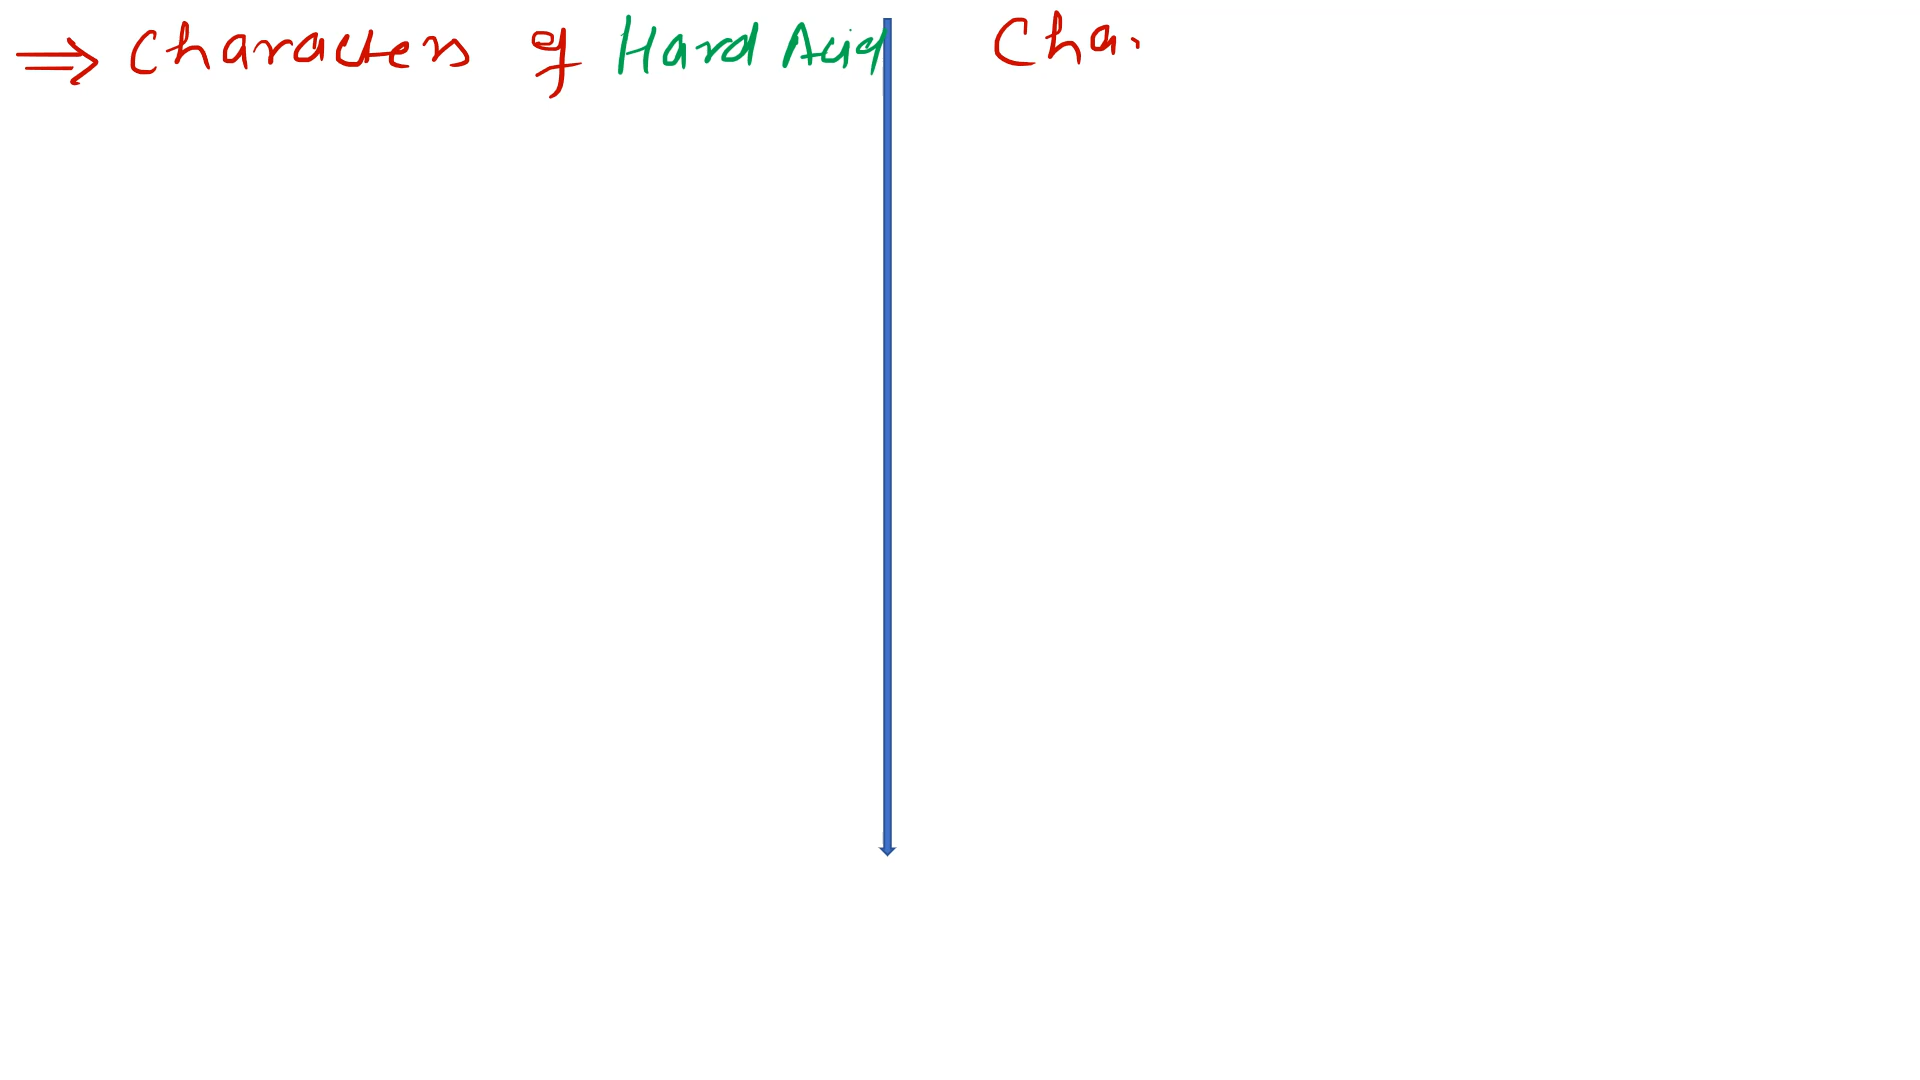 ⇒ Characters of Hard Acid
Cha